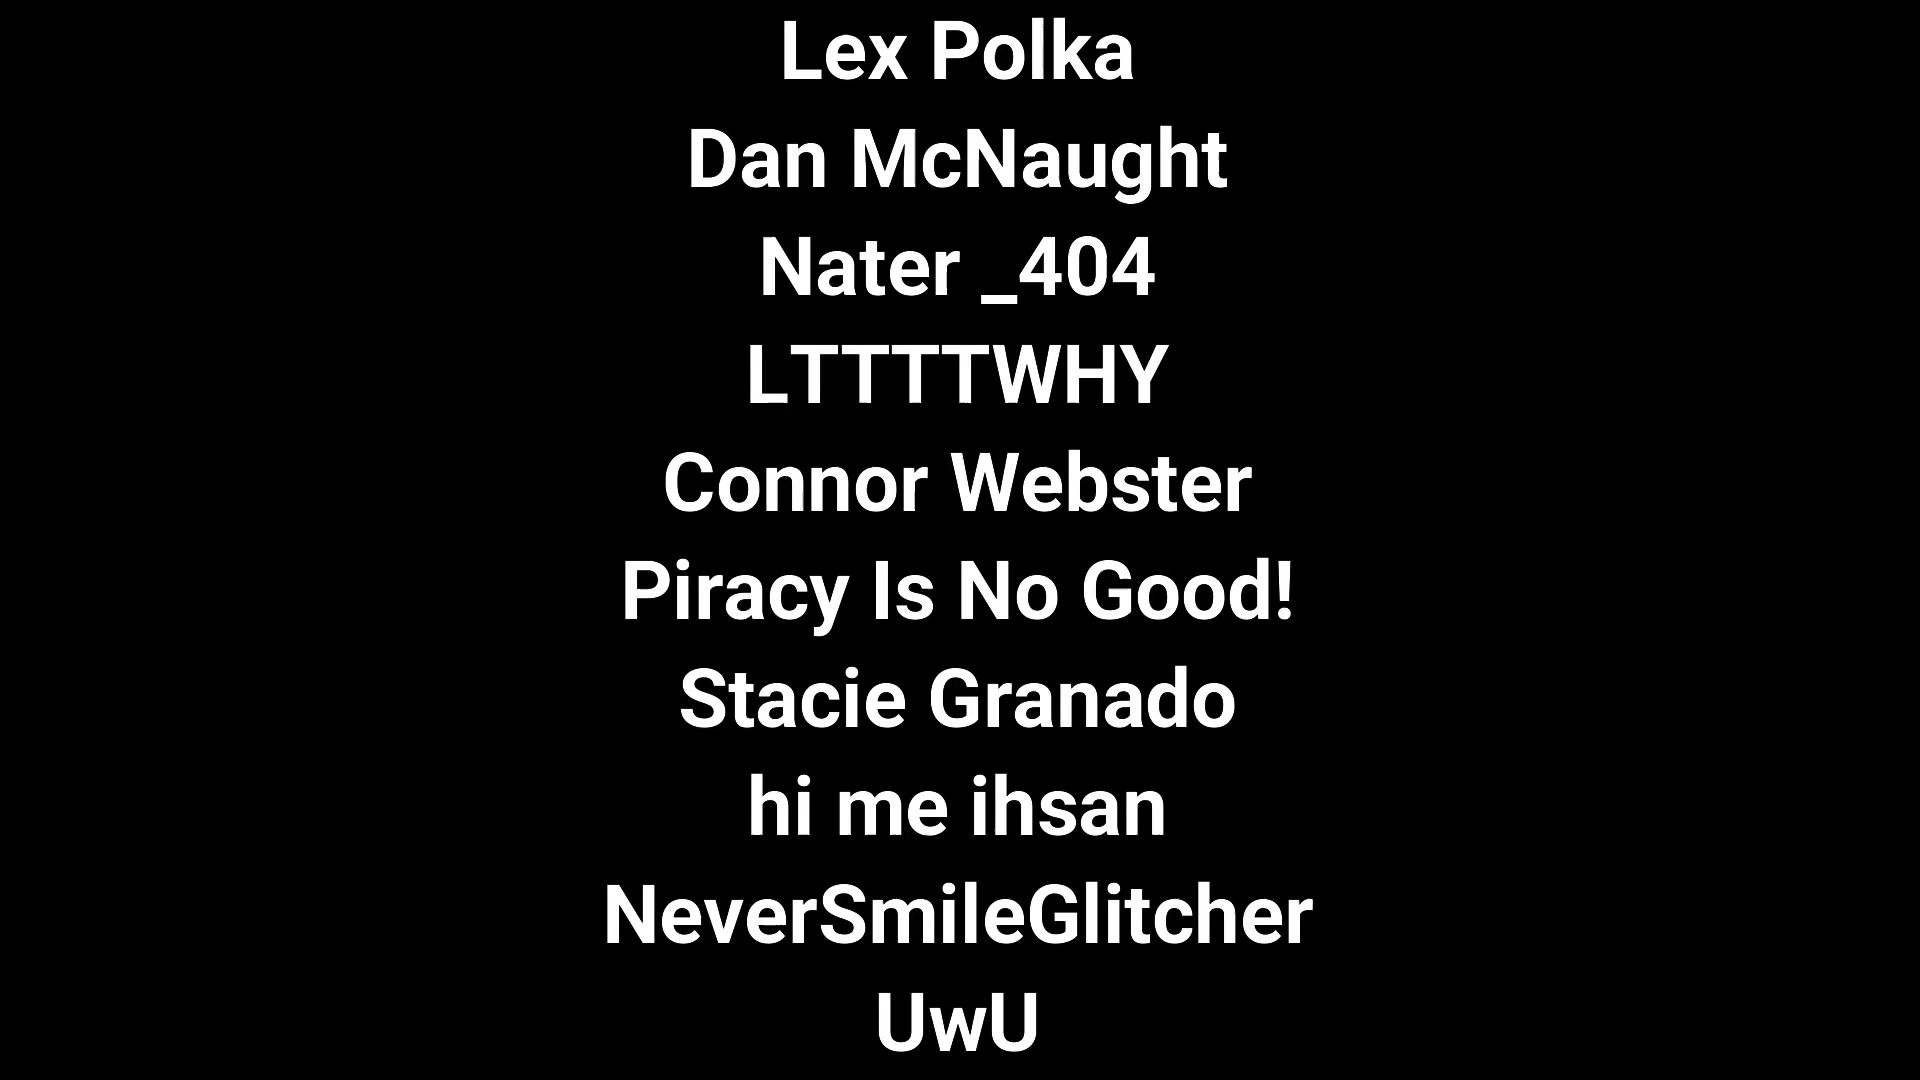 Lex Polka
Dan McNaught
Nater _404
LTTTTWHY
Connor Webster
Piracy Is No Good!
Stacie Granado
hi me ihsan
NeverSmileGlitcher
UwU